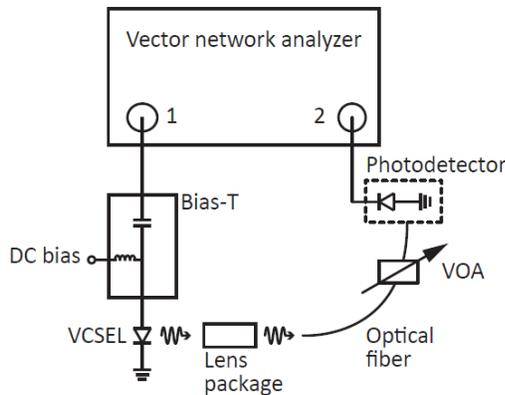 Vector network analyzer
1
2
Photodetector
Bias-T
DC bias
VOA
VCSEL
Lens
package
Optical
fiber